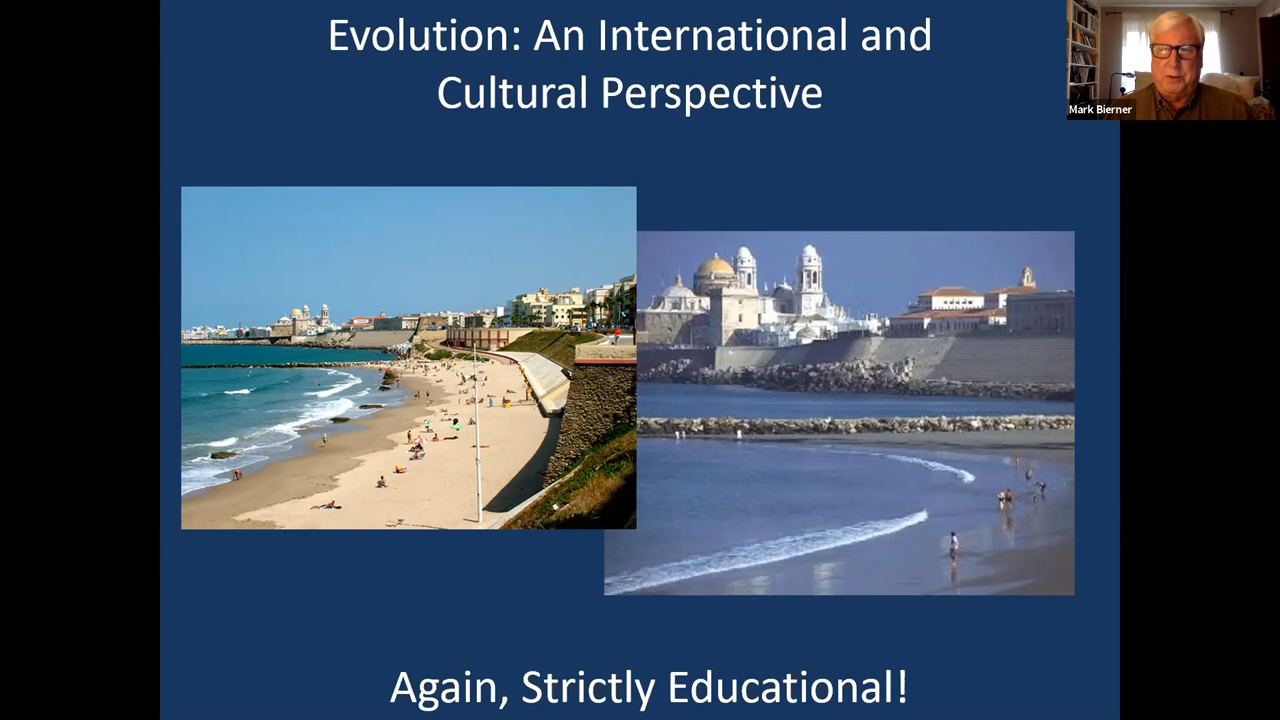 Evolution: An International and
Cultural Perspective
Mark Bierner
Again, Strictly Educational!